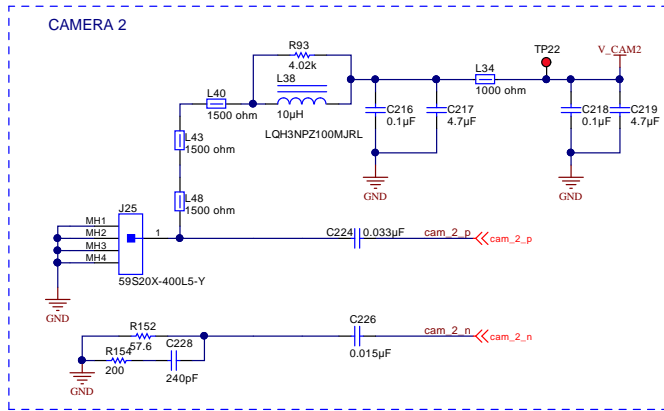 CAMERA 2
R93
4.02k
L38
10µH
LQH3NPZ100MJRL
L40
1500 ohm
L43
1500 ohm
L48
1500 ohm
L34
1000 ohm
TP22
V_CAM2
C216
0.1µF
C217
4.7µF
C218
0.1µF
C219
4.7µF
GND
GND
J25
MH1
MH2
MH3
MH4
1
59S20X-400L5-Y
GND
C224
0.033µF
cam_2_p
cam_2_p
R152
57.6
R154
200
C228
240pF
GND
C226
0.015µF
cam_2_n
cam_2_n